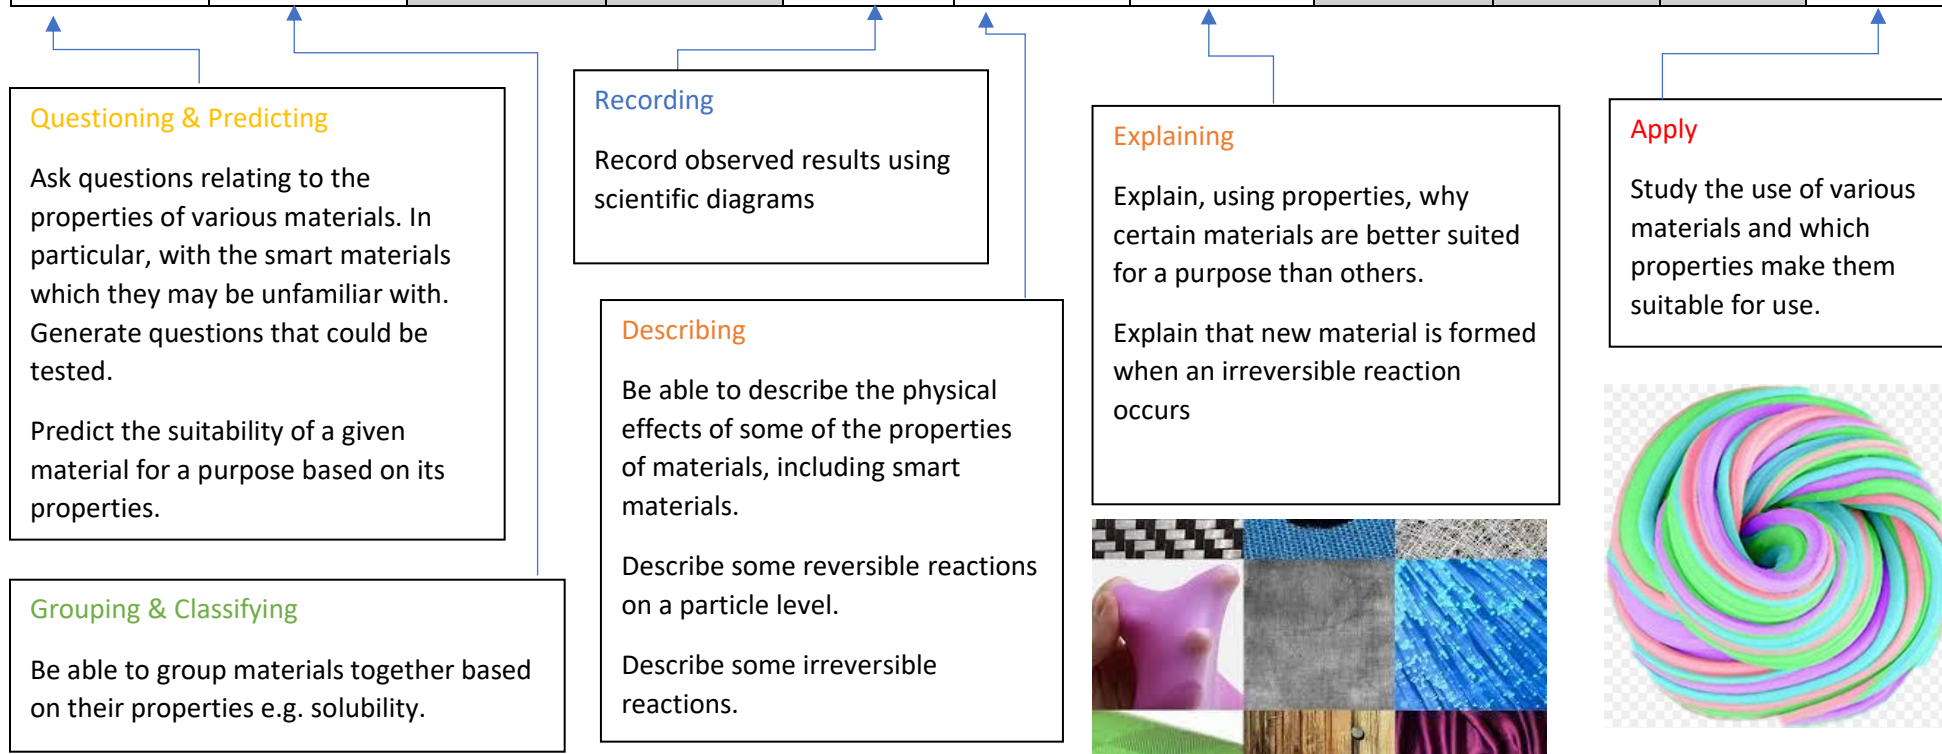 Questioning & Predicting
Ask questions relating to the
properties of various materials. In
particular, with the smart materials
which they may be unfamiliar with.
Generate questions that could be
tested.
Predict the suitability of a given
material for a purpose based on its
properties.
Grouping & Classifying
Be able to group materials together based
on their properties e.g. solubility.
Recording
Record observed results using
scientific diagrams
Describing
Be able to describe the physical
effects of some of the properties
of materials, including smart
materials.
Describe some reversible reactions
on a particle level.
Describe some irreversible
reactions.
Explaining
Explain, using properties, why
certain materials are better suited
for a purpose than others.
Explain that new material is formed
when an irreversible reaction
occurs
Apply
Study the use of various
materials and which
properties make them
suitable for use.